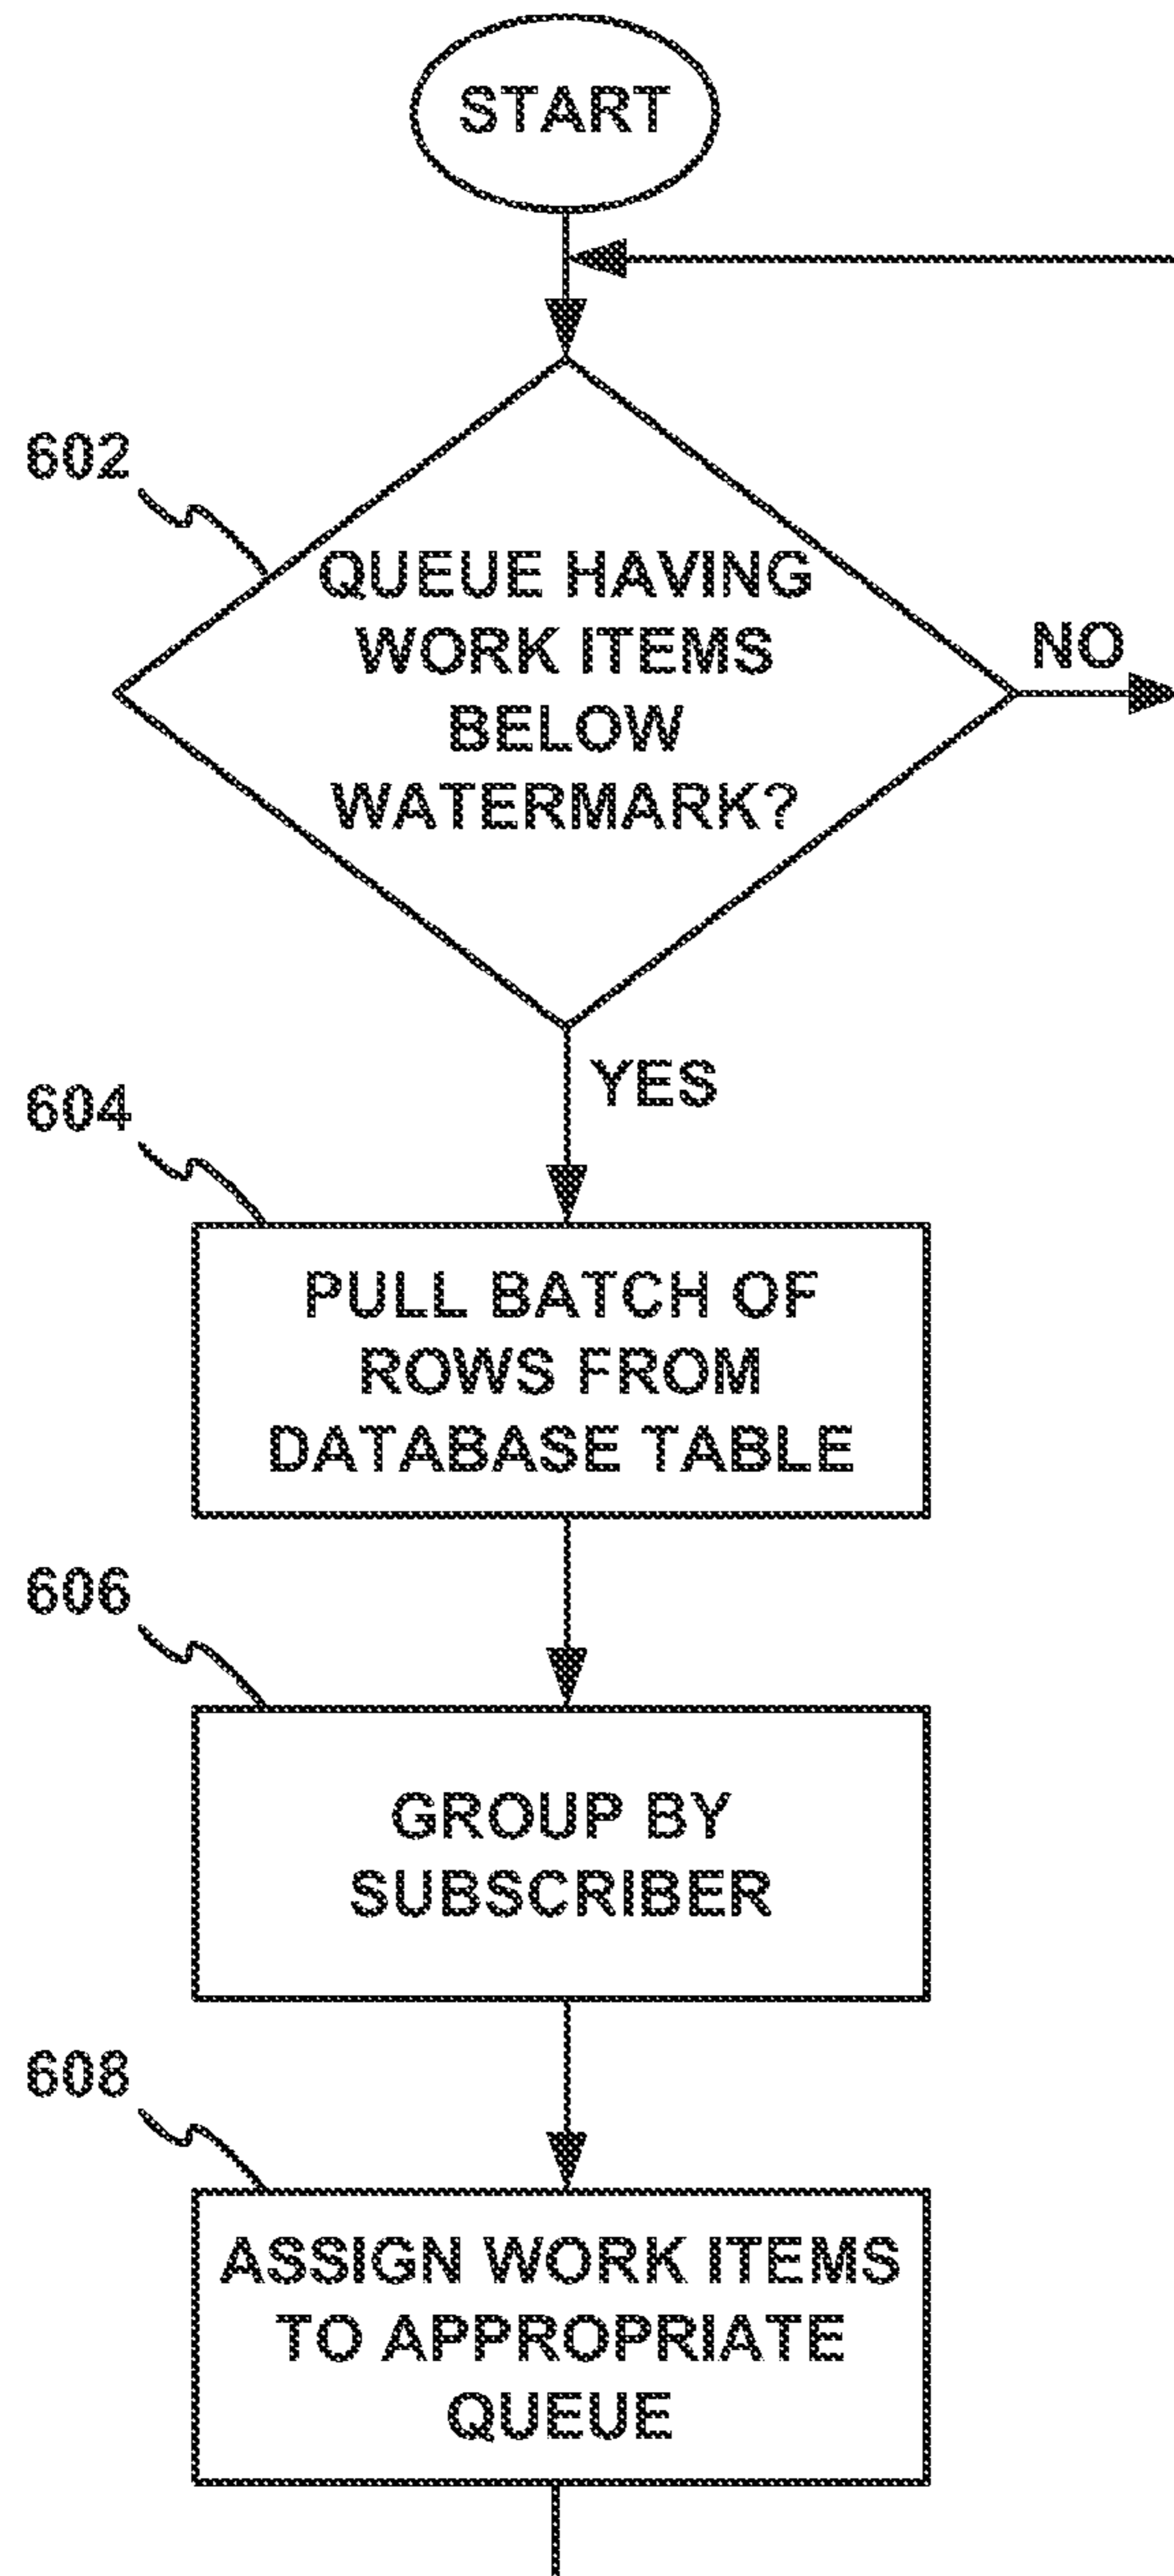 START
602
QUEUE HAVING
WORK ITEMS
BELOW
WATERMARK?
NO
YES
604
PULL BATCH OF
ROWS FROM
DATABASE TABLE
606
GROUP BY
SUBSCRIBER
608
ASSIGN WORK ITEMS
TO APPROPRIATE
QUEUE